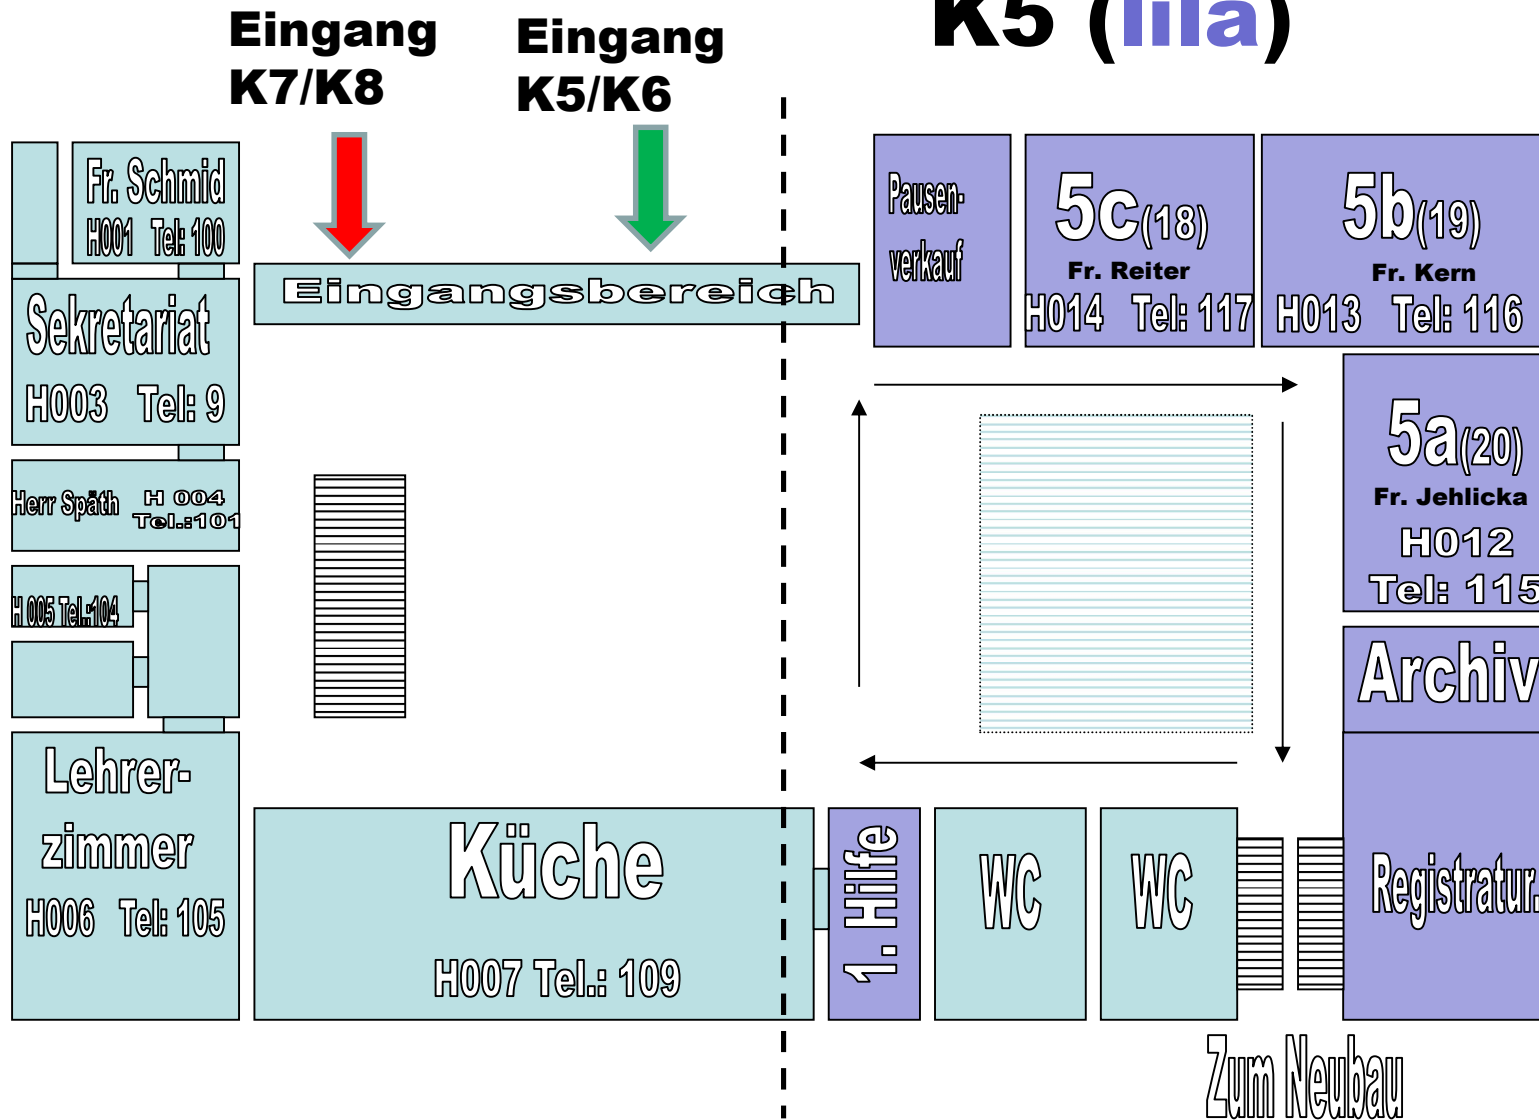 K5 (lila)
Eingang
K7/K8
Eingang
K5/K6
Fr. Schmid
H001 Tel: 100
Sekretariat
H003 Tel: 9
Herr Späth
H 004
Tel.:101
H 005 Tel.:104
Lehrer-
zimmer
H006 Tel: 105
Eingangsbereich
Küche
H007 Tel.: 109
Pausen-
verkauf
5c(18)
Fr. Reiter
H014 Tel: 117
5b(19)
Fr. Kern
H013 Tel: 116
5a(20)
Fr. Jehlicka
H012
Tel: 115
Archiv
Registratur.
1. Hilfe
WC
WC
Zum Neubau